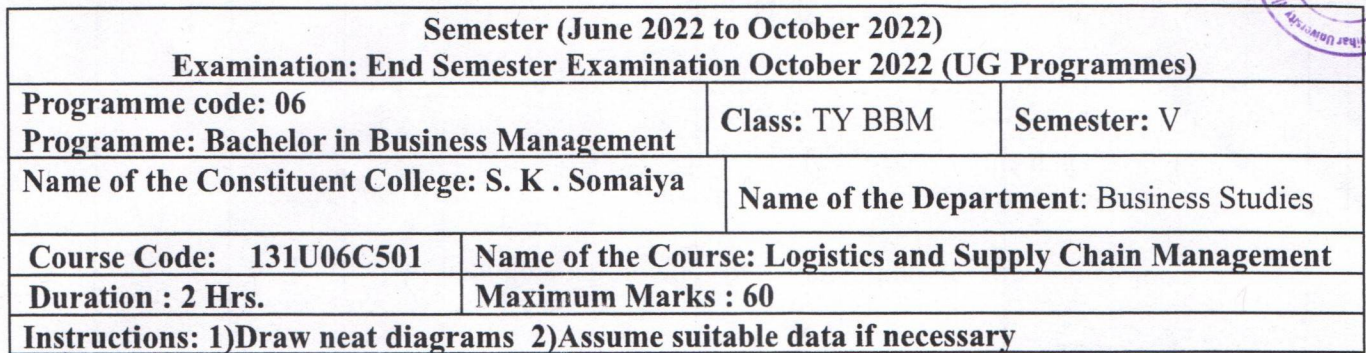 Semester (June 2022 to October 2022)
Examination: End Semester Examination October 2022 (UG Programmes)
Programme code: 06
Programme: Bachelor in Business Management
Class: TY BBM
Semester: V
Name of the Constituent College: S. K . Somaiya
Name of the Department: Business Studies
Course Code: 131U06C501
Name of the Course: Logistics and Supply Chain Management
Duration : 2 Hrs.
Maximum Marks : 60
Instructions: 1)Draw neat diagrams 2)Assume suitable data if necessary